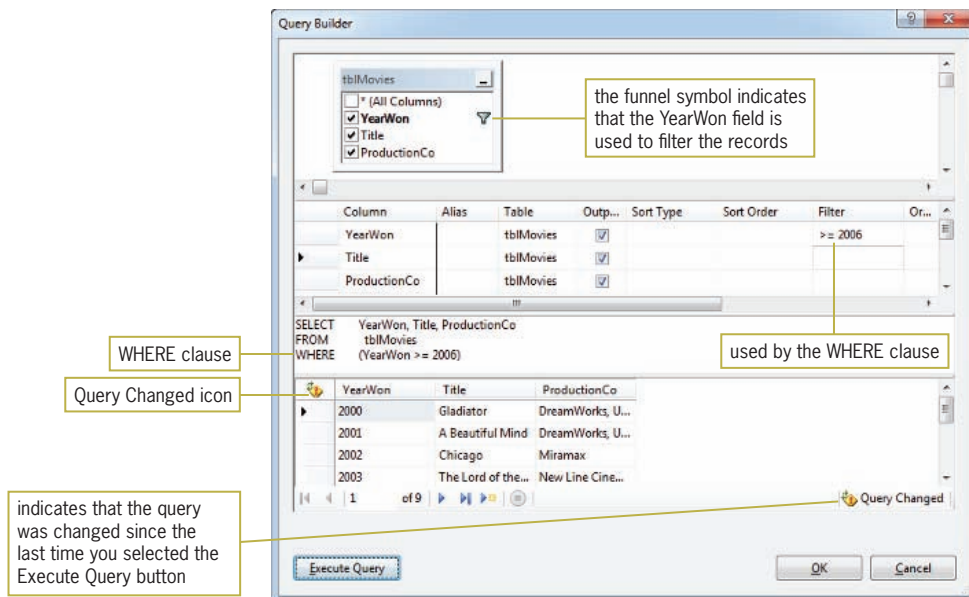 Query Builder
tblMovies
* (All Columns)
YearWon
Title
ProductionCo
the funnel symbol indicates
that the YearWon field is
used to filter the records
Column Alias Table Outp... Sort Type Sort Order Filter Or...
YearWon tblMovies >= 2006
Title tblMovies
ProductionCo tblMovies
SELECT YearWon, Title, ProductionCo
FROM tblMovies
WHERE (YearWon >= 2006)
WHERE clause
used by the WHERE clause
Query Changed icon
YearWon Title ProductionCo
2000 Gladiator DreamWorks, U...
2001 A Beautiful Mind DreamWorks, U...
2002 Chicago Miramax
2003 The Lord of the... New Line Cine...
1 of 9
Query Changed
indicates that the query
was changed since the
last time you selected the
Execute Query button
Execute Query
OK
Cancel